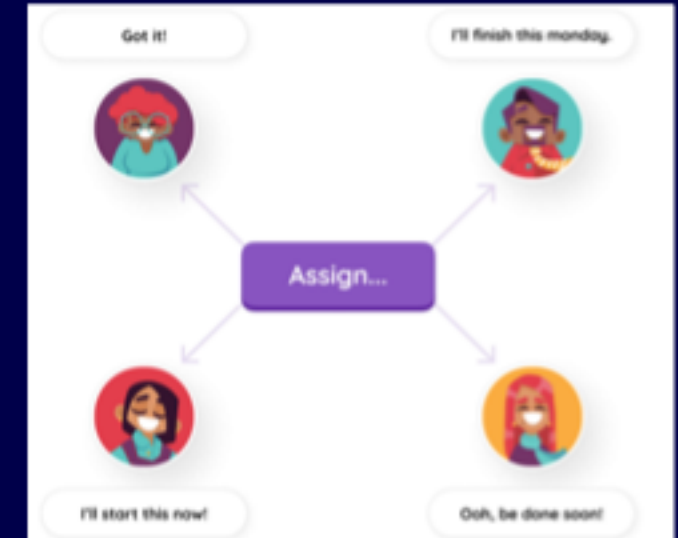 Got it!
I'll finish this monday.
Assign...
I'll start this now!
Ooh, be done soon!